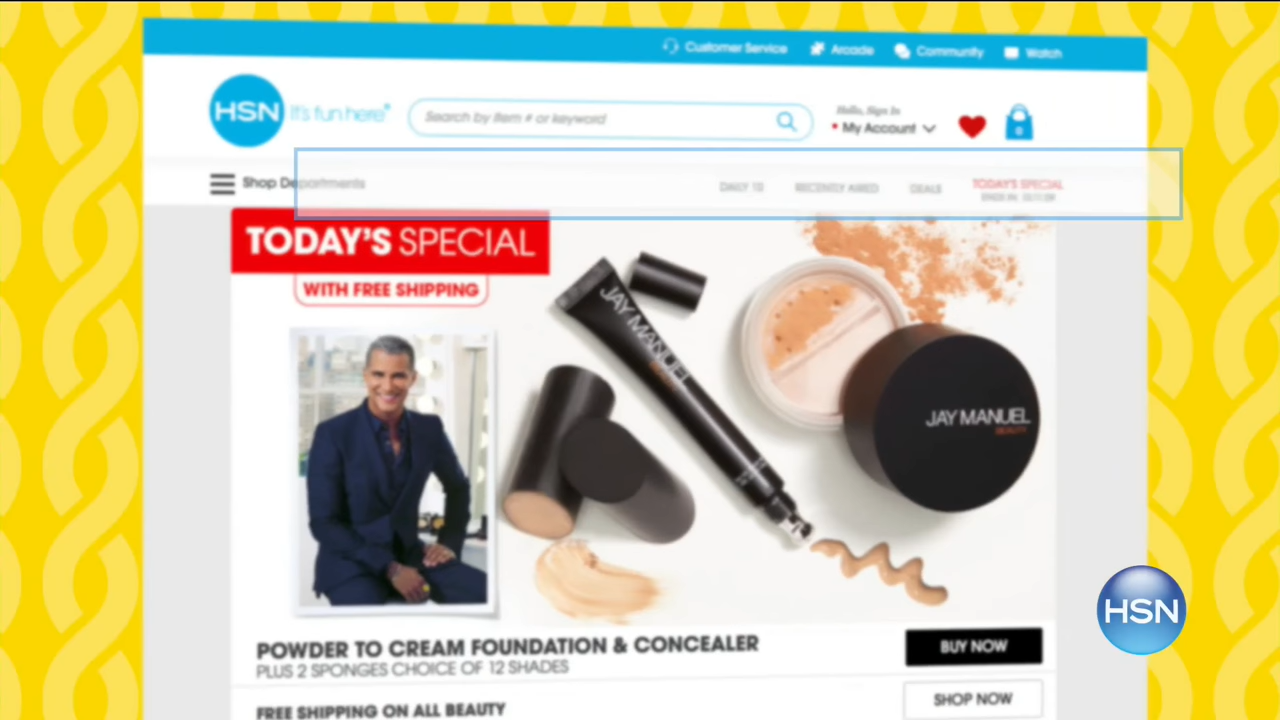 Customer Service Arcade Community Watch
HSN It's fun here®
Search by item # or keyword
Hello, Sign In
My Account
0
Shop Departments
DAILY 10 RECENTLY AIRED DEALS TODAY'S SPECIAL
TODAY'S SPECIAL
WITH FREE SHIPPING
JAY MANUEL
BEAUTY
JAY MANUEL
BEAUTY
HSN
POWDER TO CREAM FOUNDATION & CONCEALER
PLUS 2 SPONGES CHOICE OF 12 SHADES
BUY NOW
FREE SHIPPING ON ALL BEAUTY
SHOP NOW